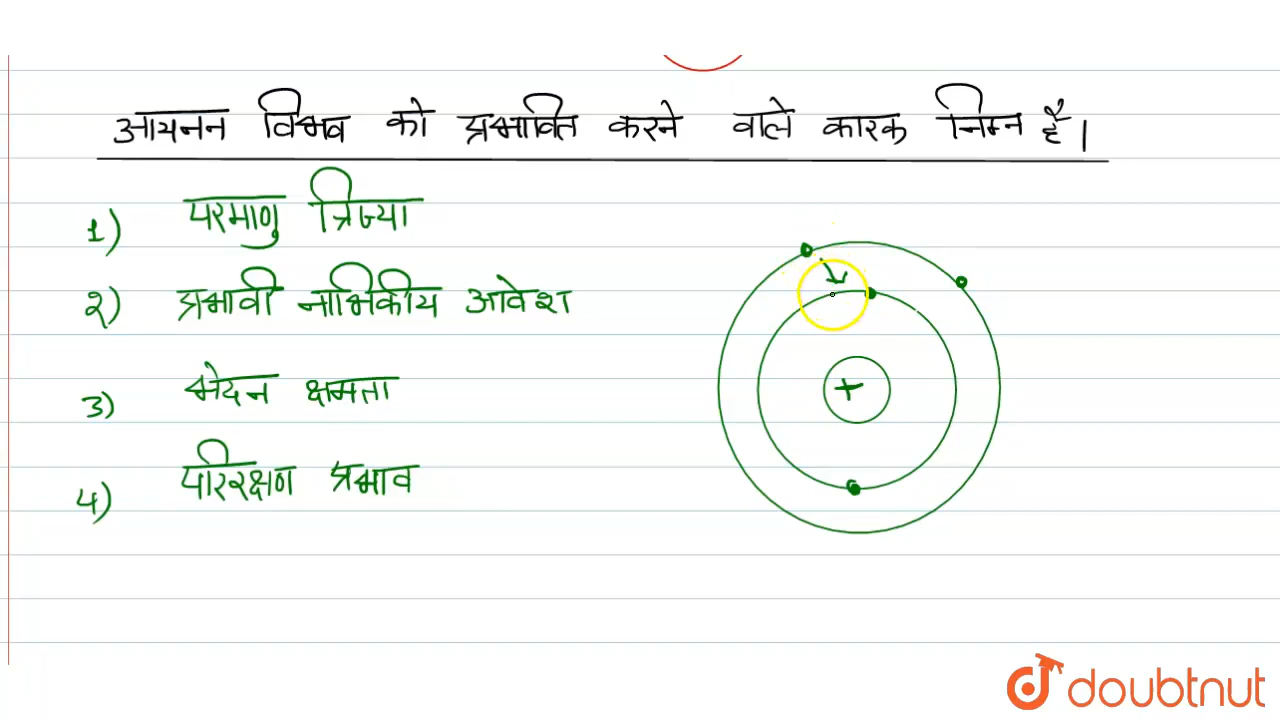 आयनन विभव को प्रभावित करने वाले कारक निम्न है।
1) परमाणु त्रिज्या
2) प्रभावी नाभिकीय आवेश
3) भेदन क्षमता
4) परिरक्षण प्रभाव
+
doubtnut